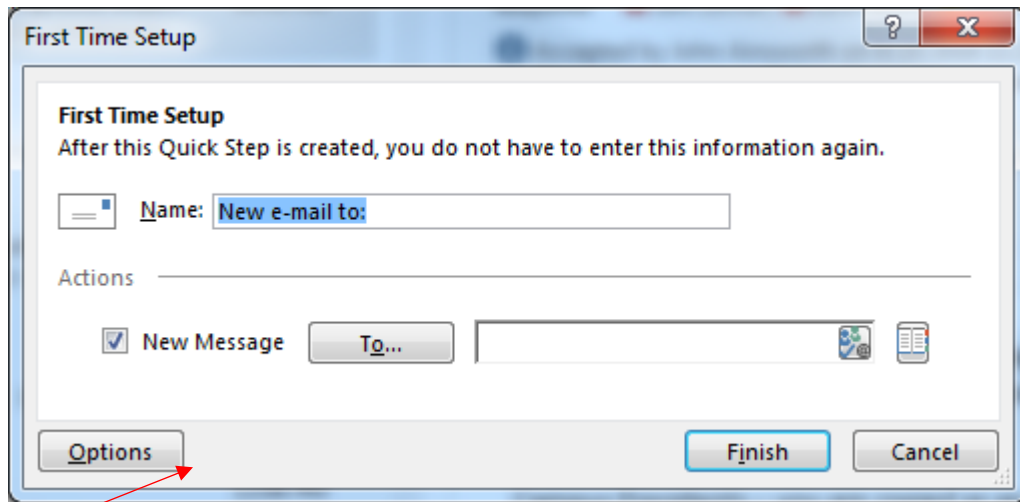 First Time Setup
?
First Time Setup
After this Quick Step is created, you do not have to enter this information again.
Name: New e-mail to:
Actions
New Message To...
Options Finish Cancel